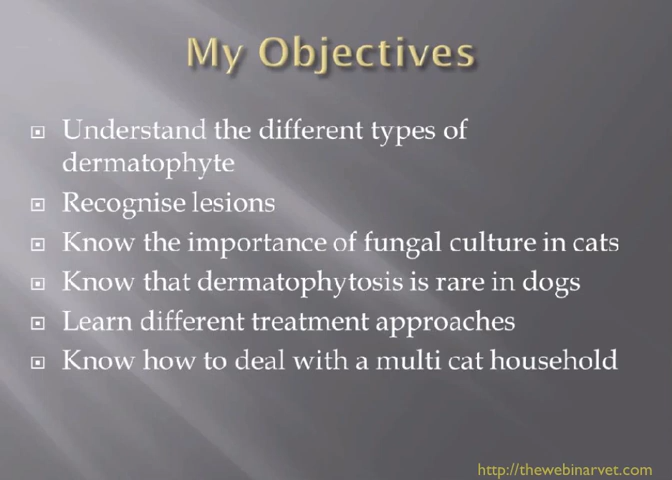 My Objectives
Understand the different types of
dermatophyte
Recognise lesions
Know the importance of fungal culture in cats
Know that dermatophytosis is rare in dogs
Learn different treatment approaches
Know how to deal with a multi cat household
http://thewebinarvet.com